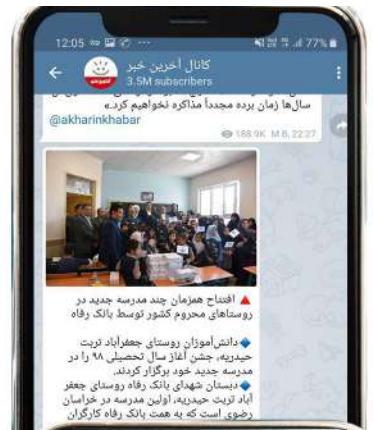 12:05
77%
کانال آخرین خبر
3.5M subscribers
سال‌ها زمان برده مجدداً مذاکره نخواهیم کرد.»
@akharinkhabar
188.9K M B, 22:27
🔺 افتتاح همزمان چند مدرسه جدید در
روستاهای محروم کشور توسط بانک رفاه
🔹دانش‌آموزان روستای جعفرآباد تربت
حیدریه، جشن آغاز سال تحصیلی ۹۸ را در
مدرسه جدید خود برگزار کردند.
🔹دبستان شهدای بانک رفاه روستای جعفر
آباد تربت حیدریه، اولین مدرسه در خراسان
رضوی است که به همت بانک رفاه کارگران